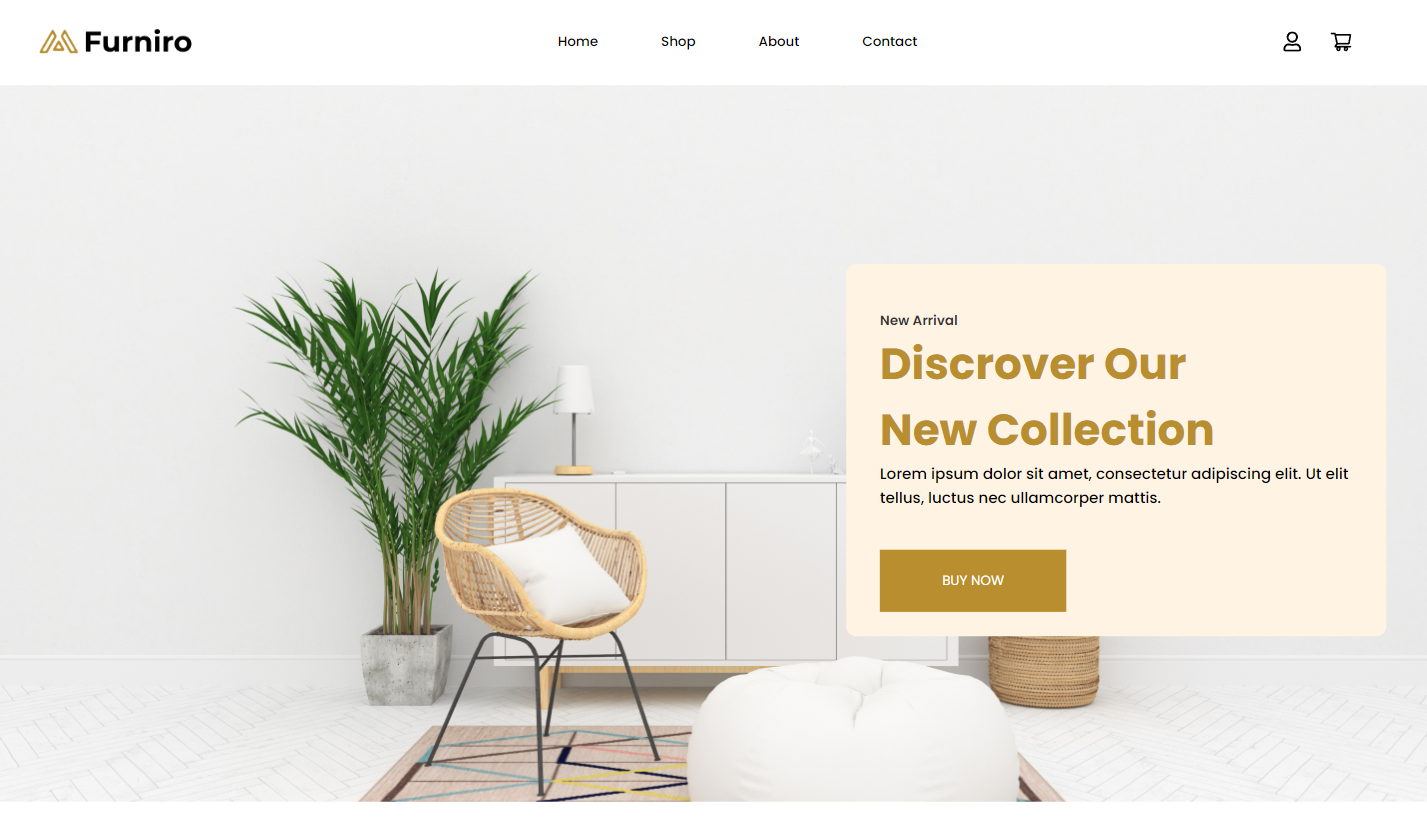 Furniro
Home
Shop
About
Contact
New Arrival
Discrover Our
New Collection
Lorem ipsum dolor sit amet, consectetur adipiscing elit. Ut elit
tellus, luctus nec ullamcorper mattis.
BUY NOW